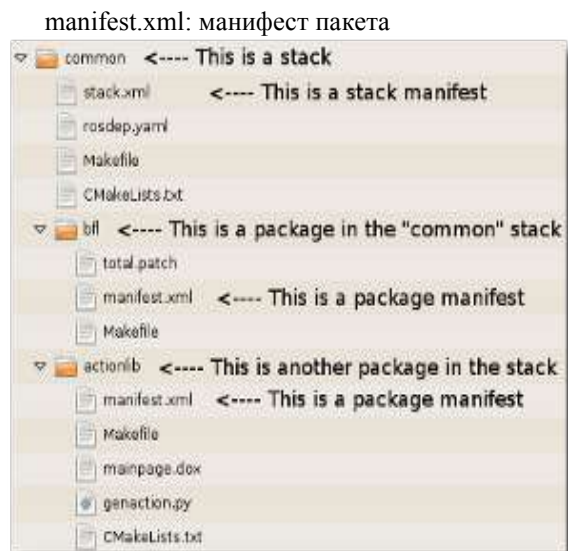 manifest.xml: манифест пакета
common <---- This is a stack
stack.xml <---- This is a stack manifest
rosdep.yaml
Makefile
CMakeLists.txt
bfl <---- This is a package in the "common" stack
total.patch
manifest.xml <---- This is a package manifest
Makefile
actionlib <---- This is another package in the stack
manifest.xml <---- This is a package manifest
Makefile
mainpage.dox
genaction.py
CMakeLists.txt